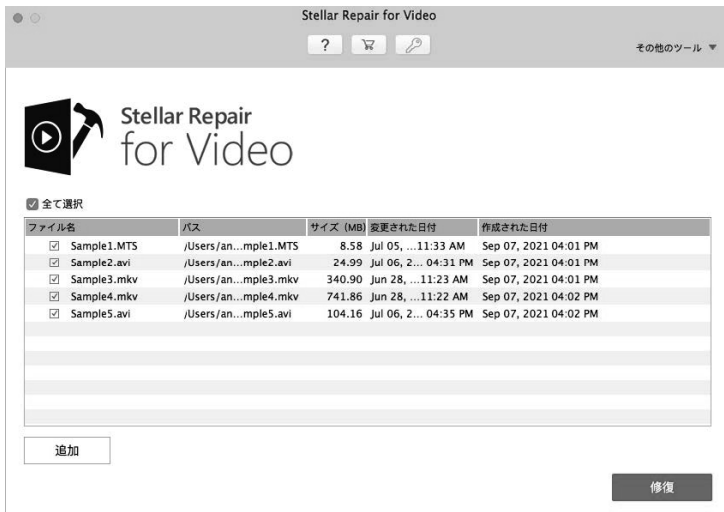 Stellar Repair for Video
?
その他のツール ▼
Stellar Repair
for Video
全て選択
ファイル名 パス サイズ (MB) 変更された日付 作成された日付
Sample1.MTS /Users/an...mple1.MTS 8.58 Jul 05, ...11:33 AM Sep 07, 2021 04:01 PM
Sample2.avi /Users/an...mple2.avi 24.99 Jul 06, 2... 04:31 PM Sep 07, 2021 04:01 PM
Sample3.mkv /Users/an...mple3.mkv 340.90 Jun 28, ...11:23 AM Sep 07, 2021 04:01 PM
Sample4.mkv /Users/an...mple4.mkv 741.86 Jun 28, ...11:22 AM Sep 07, 2021 04:02 PM
Sample5.avi /Users/an...mple5.avi 104.16 Jul 06, 2... 04:35 PM Sep 07, 2021 04:02 PM
追加
修復